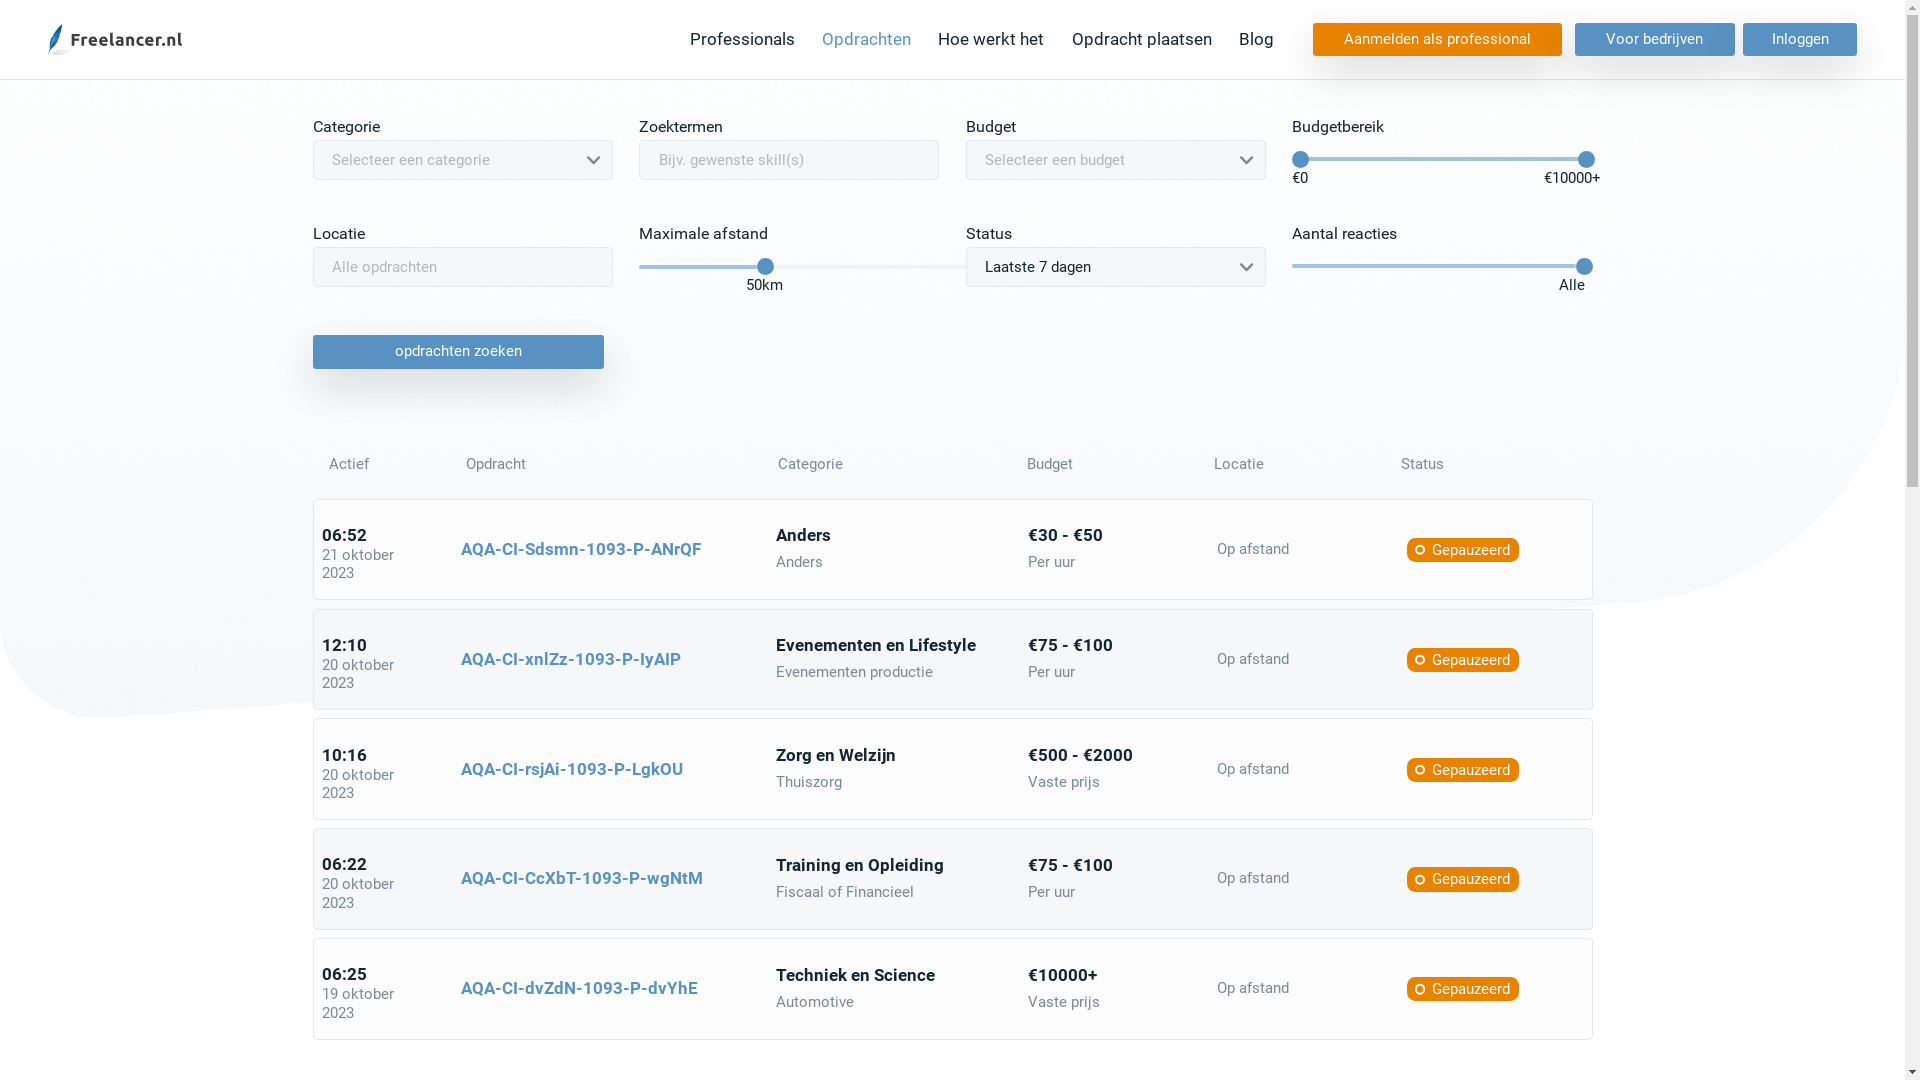 Freelancer.nl
Professionals Opdrachten Hoe werkt het Opdracht plaatsen Blog Aanmelden als professional Voor bedrijven Inloggen
Categorie Zoektermen Budget Budgetbereik
Selecteer een categorie Bijv. gewenste skill(s) Selecteer een budget
€0 €10000+
Locatie Maximale afstand Status Aantal reacties
Alle opdrachten Laatste 7 dagen
50km Alle
opdrachten zoeken
Actief Opdracht Categorie Budget Locatie Status
06:52
21 oktober
2023
AQA-CI-Sdsmn-1093-P-ANrQF
Anders
Anders
€30 - €50
Per uur
Op afstand
Gepauzeerd
12:10
20 oktober
2023
AQA-CI-xnlZz-1093-P-IyAIP
Evenementen en Lifestyle
Evenementen productie
€75 - €100
Per uur
Op afstand
Gepauzeerd
10:16
20 oktober
2023
AQA-CI-rsjAi-1093-P-LgkOU
Zorg en Welzijn
Thuiszorg
€500 - €2000
Vaste prijs
Op afstand
Gepauzeerd
06:22
20 oktober
2023
AQA-CI-CcXbT-1093-P-wgNtM
Training en Opleiding
Fiscaal of Financieel
€75 - €100
Per uur
Op afstand
Gepauzeerd
06:25
19 oktober
2023
AQA-CI-dvZdN-1093-P-dvYhE
Techniek en Science
Automotive
€10000+
Vaste prijs
Op afstand
Gepauzeerd